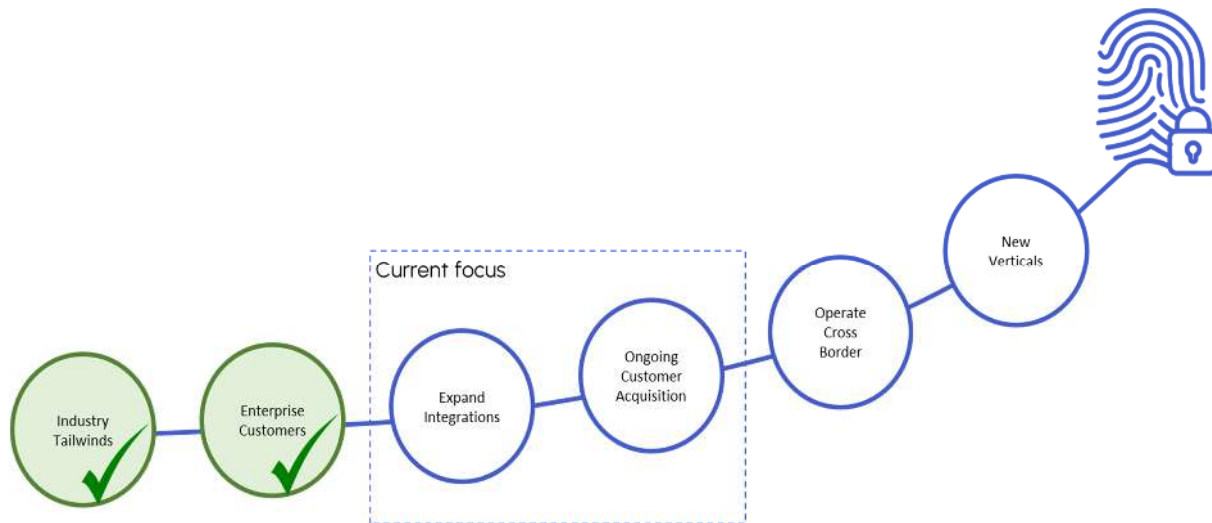 Current focus
Industry
Tailwinds
Enterprise
Customers
Expand
Integrations
Ongoing
Customer
Acquisition
Operate
Cross
Border
New
Verticals